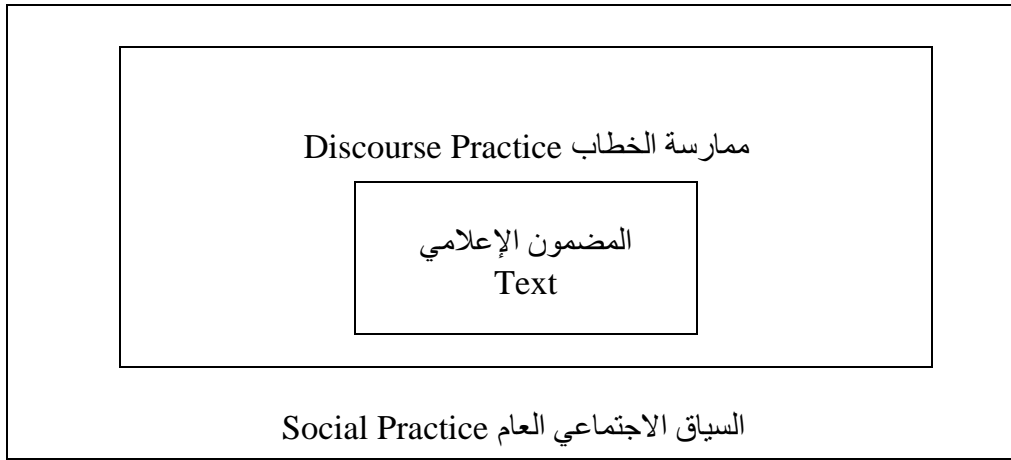 ممارسة الخطاب Discourse Practice
المضمون الإعلامي
Text
السياق الاجتماعي العام Social Practice